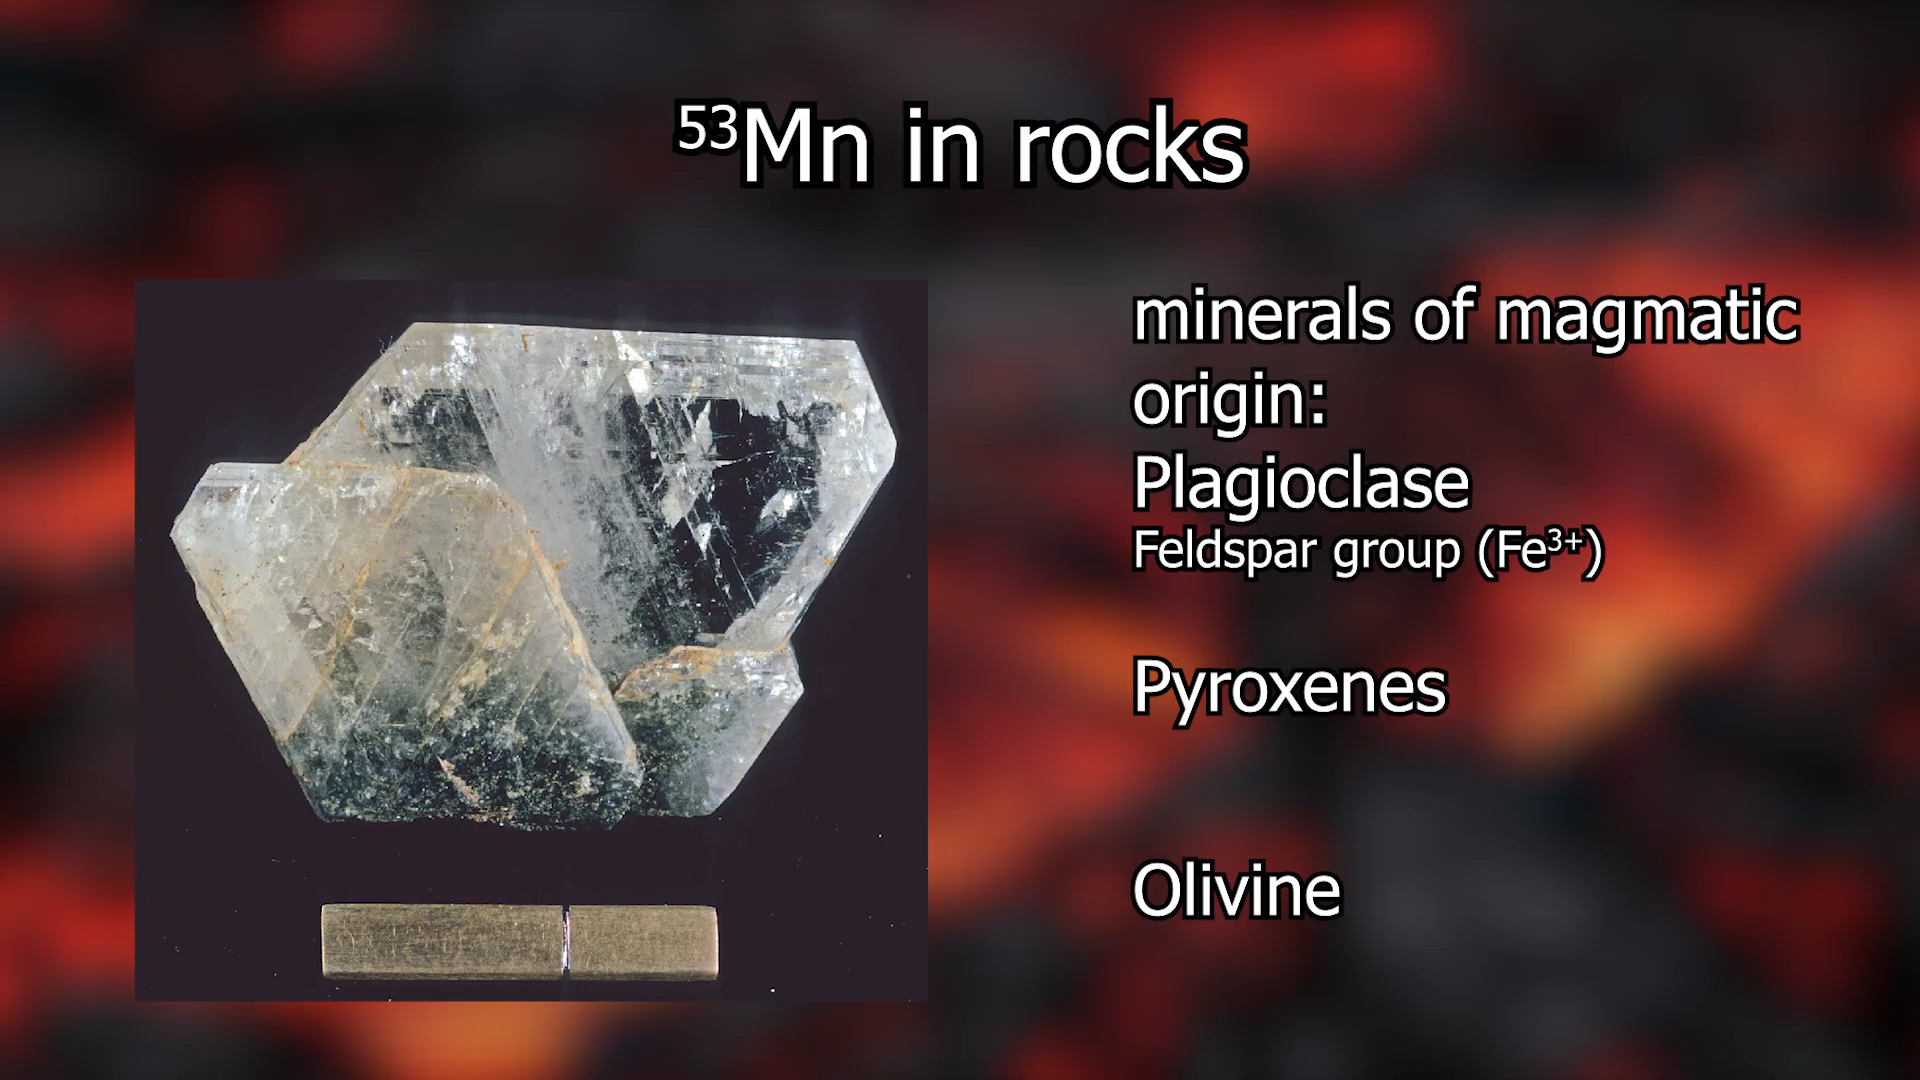 ⁵³Mn in rocks
minerals of magmatic
origin:
Plagioclase
Feldspar group (Fe³⁺)
Pyroxenes
Olivine